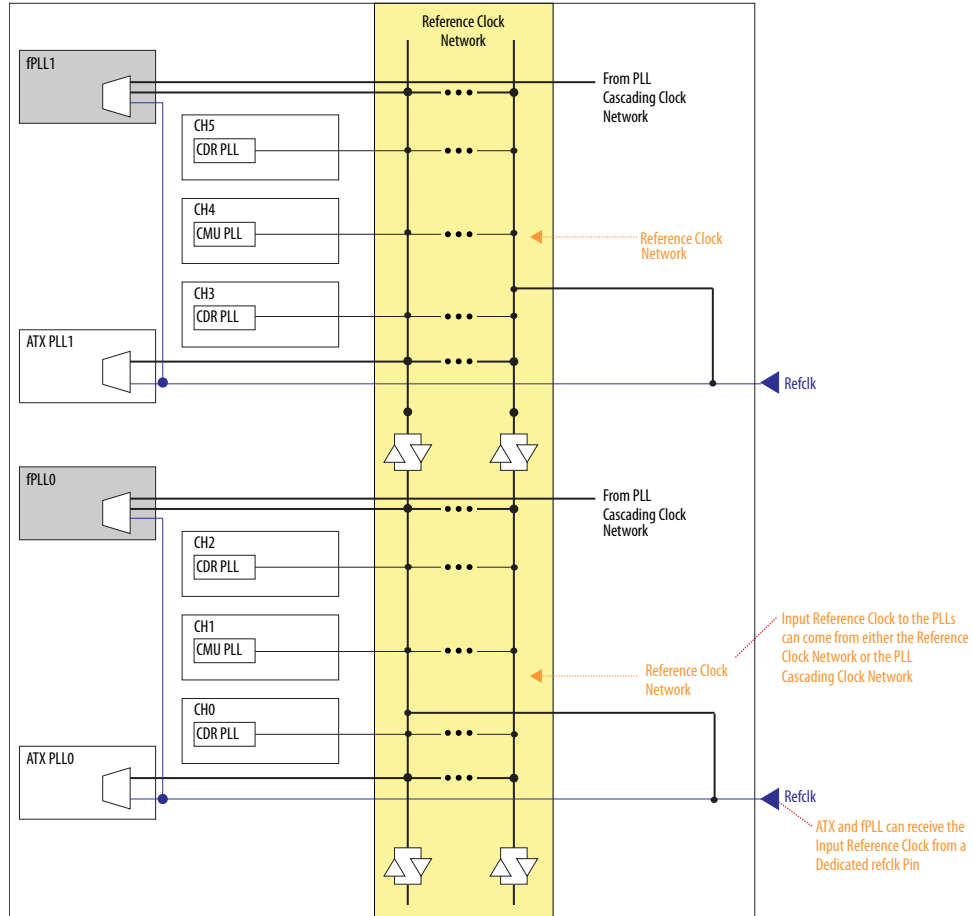 Reference Clock
Network
fPLL1
From PLL
Cascading Clock
Network
CH5
CDR PLL
CH4
CMU PLL
Reference Clock
Network
CH3
CDR PLL
ATX PLL1
Refclk
fPLL0
From PLL
Cascading Clock
Network
CH2
CDR PLL
CH1
CMU PLL
Input Reference Clock to the PLLs
can come from either the Reference
Clock Network or the PLL
Cascading Clock Network
Reference Clock
Network
CH0
CDR PLL
ATX PLL0
Refclk
ATX and fPLL can receive the
Input Reference Clock from a
Dedicated refclk Pin